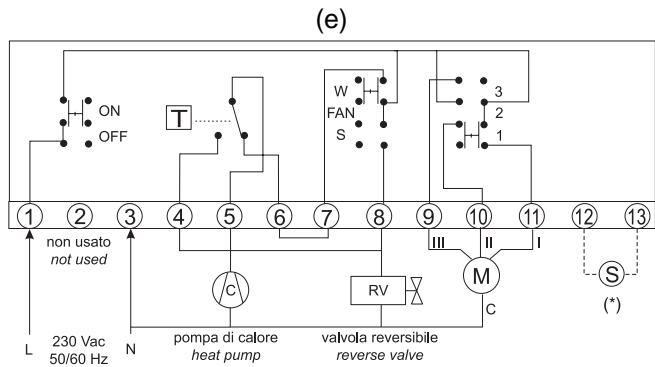 (e)
ON
OFF
T
W
FAN
S
3
2
1
1 2 3 4 5 6 7 8 9 10 11 12 13
non usato
not used
III II I
M
C
C
RV
S
(*)
L 230 Vac N
50/60 Hz
pompa di calore
heat pump
valvola reversibile
reverse valve